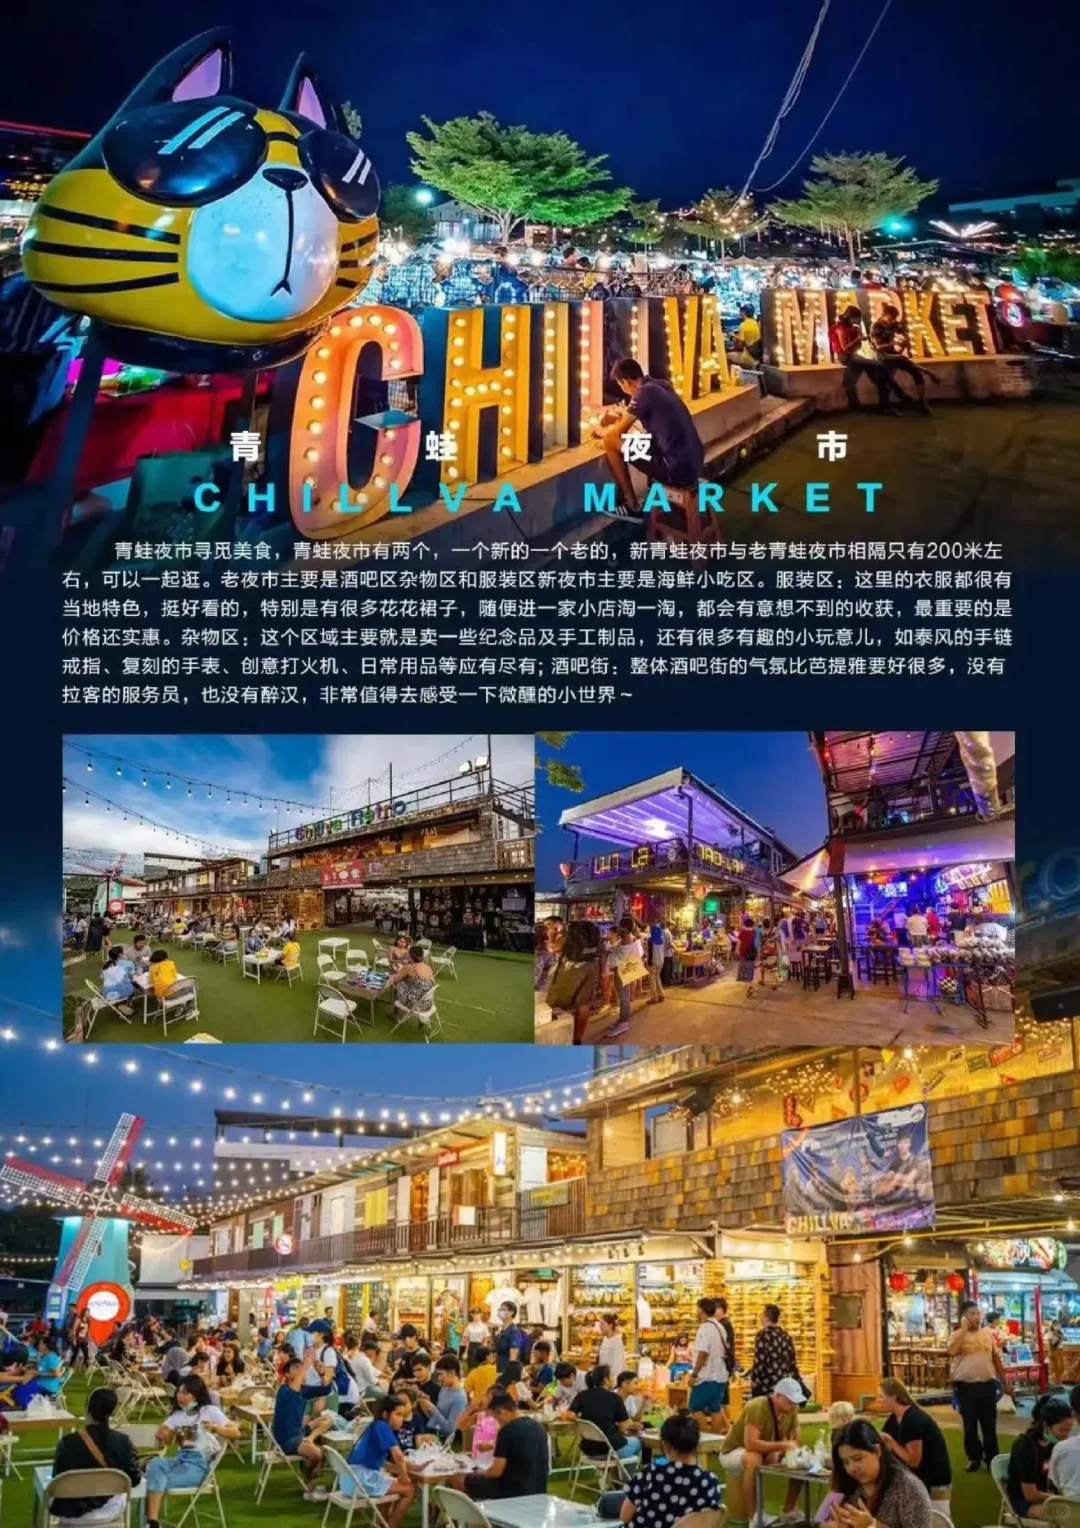 CHILLVA MARKET
青蛙夜市
CHILLVA MARKET
青蛙夜市寻觅美食，青蛙夜市有两个，一个新的一个老的，新青蛙夜市与老青蛙夜市相隔只有200米左
右，可以一起逛。老夜市主要是酒吧区杂物区和服装区新夜市主要是海鲜小吃区。服装区：这里的衣服都很有
当地特色，挺好看的，特别是有很多花花裙子，随便进一家小店淘一淘，都会有意想不到的收获，最重要的是
价格还实惠。杂物区：这个区域主要就是卖一些纪念品及手工制品，还有很多有趣的小玩意儿，如泰风的手链
戒指、复刻的手表、创意打火机、日常用品等应有尽有；酒吧街：整体酒吧街的气氛比芭提雅要好很多，没有
拉客的服务员，也没有醉汉，非常值得去感受一下微醺的小世界~
Chillva Retro
CHILLVA